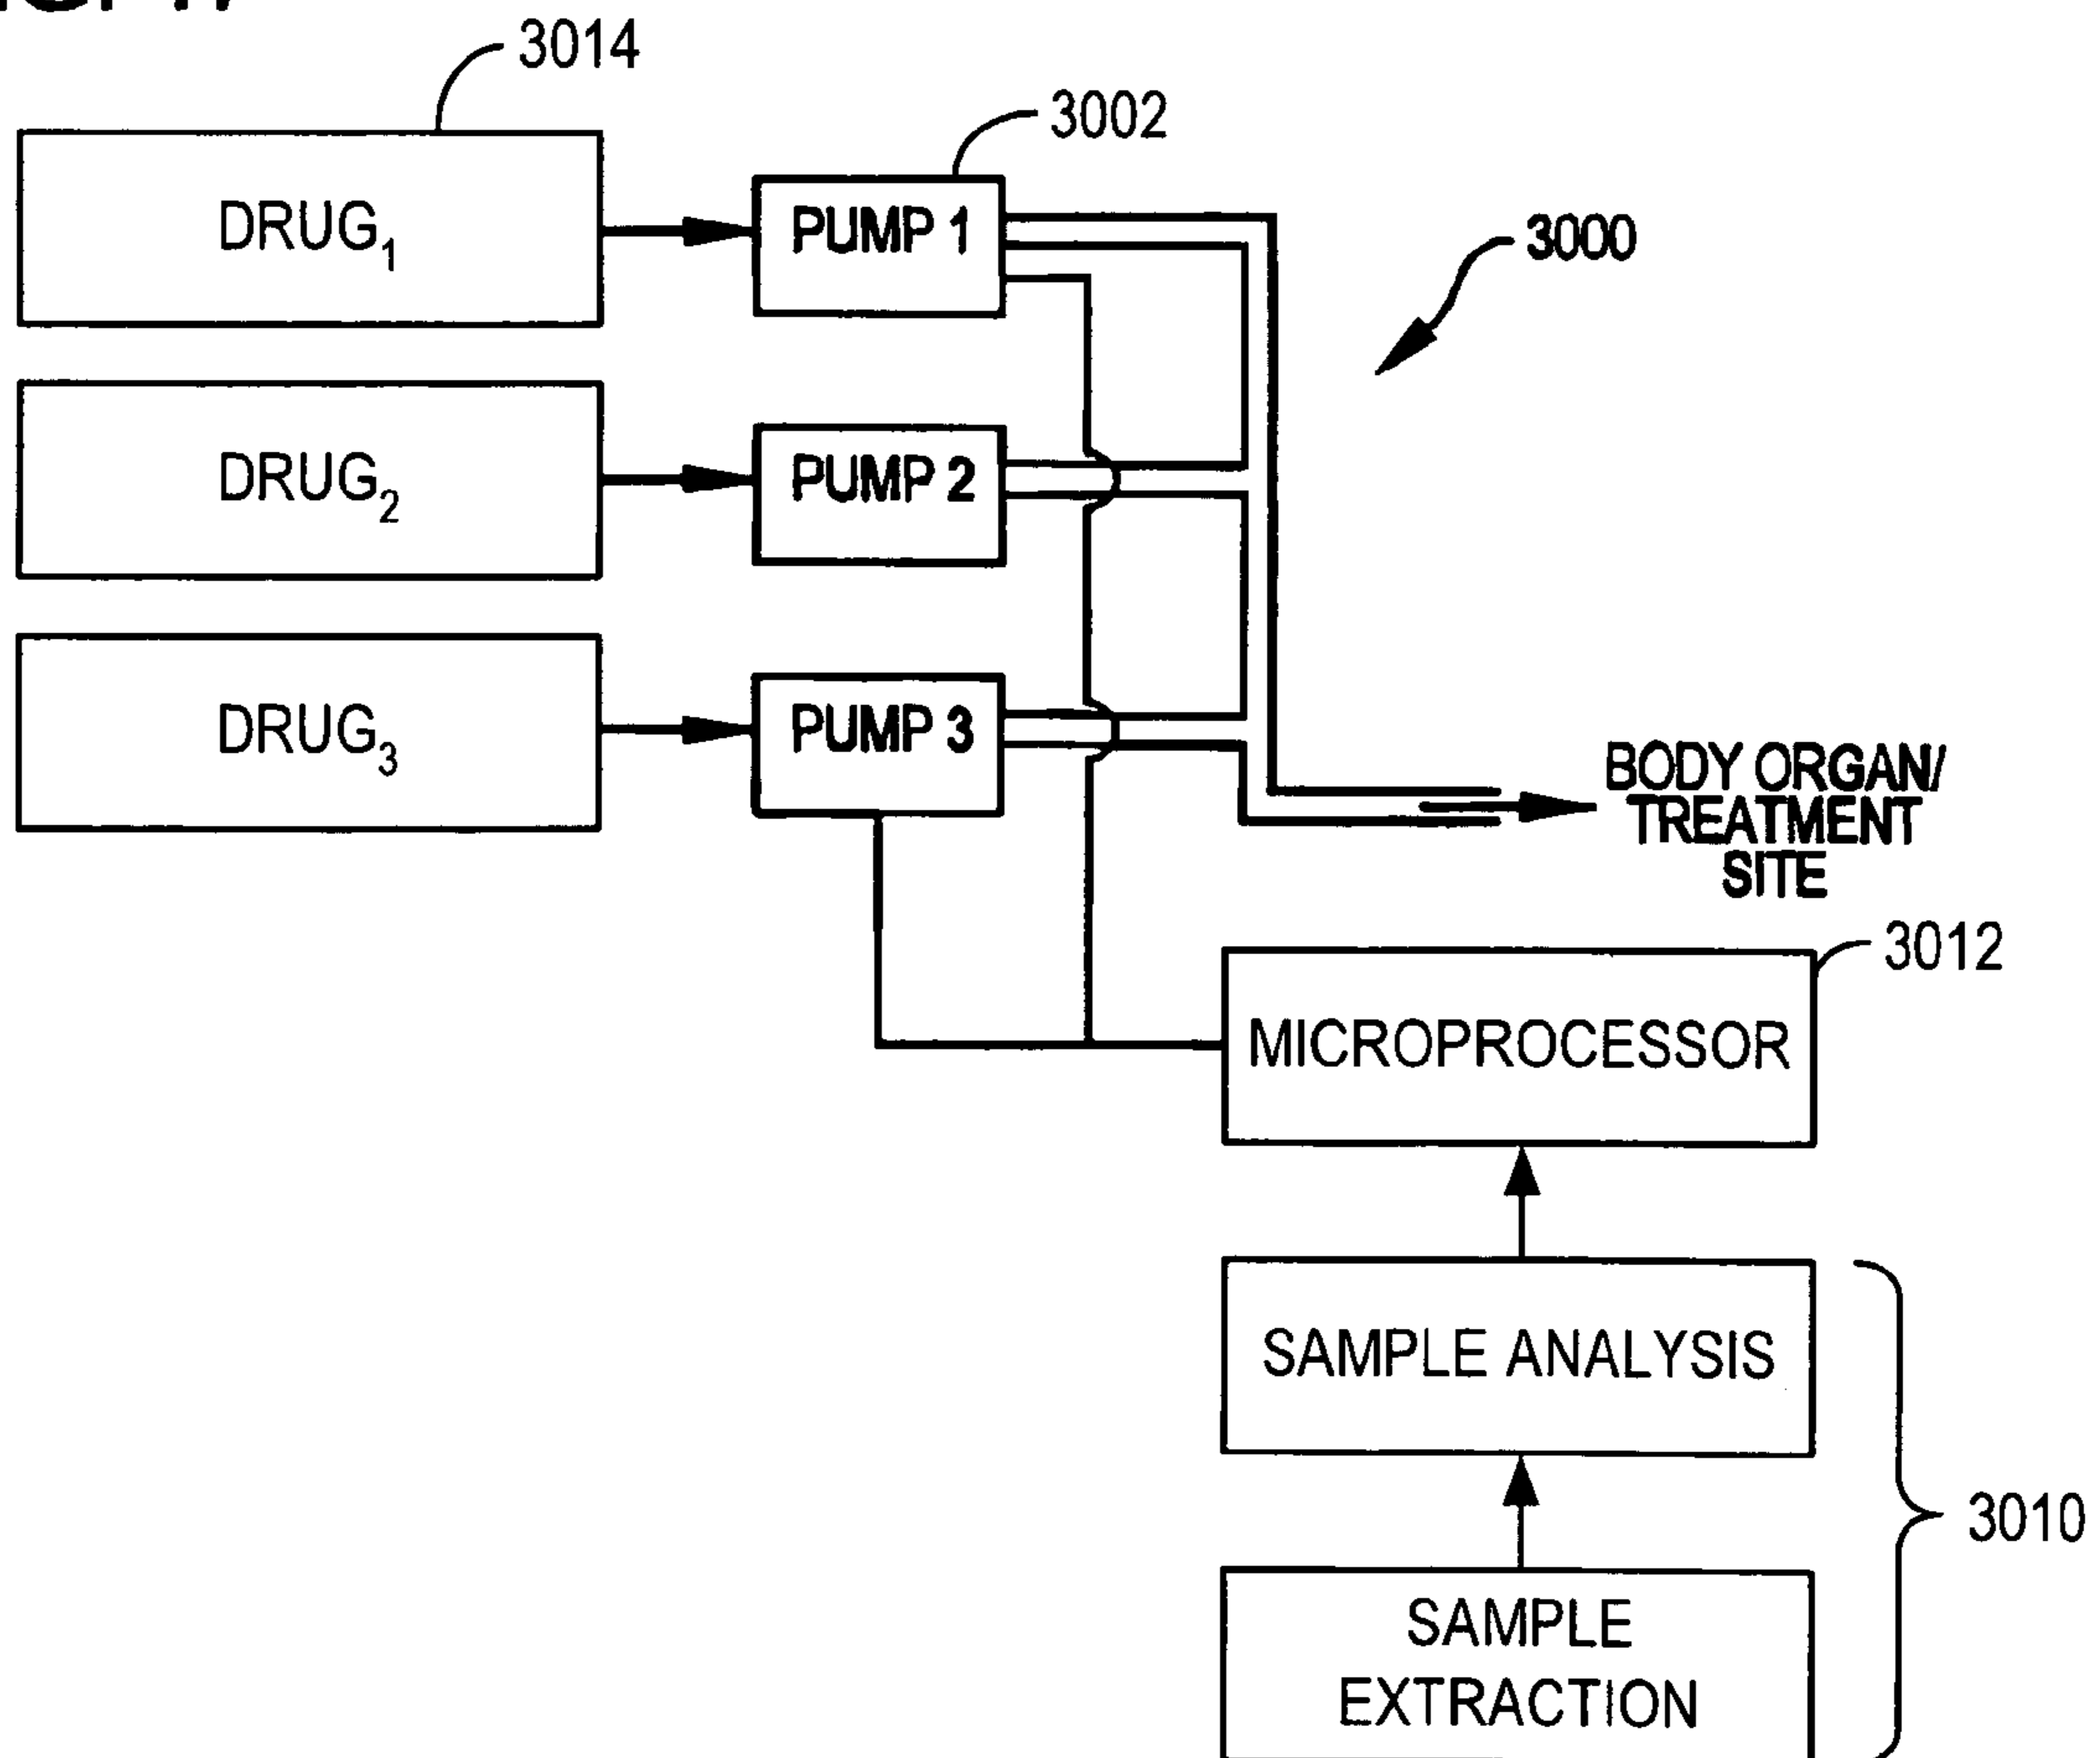 3014
3002
DRUG1
PUMP 1
3000
DRUG2
PUMP 2
DRUG3
PUMP 3
BODY ORGAN/
TREATMENT
SITE
3012
MICROPROCESSOR
SAMPLE ANALYSIS
3010
SAMPLE
EXTRACTION